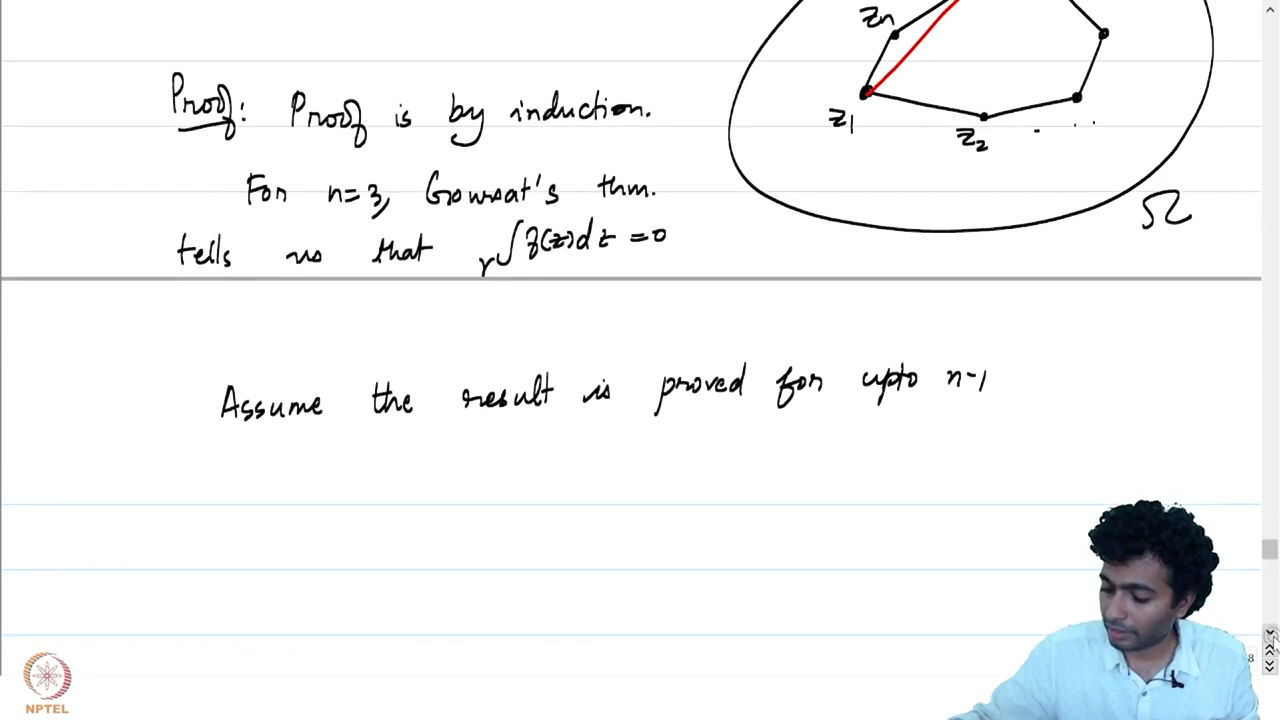 zn
Proof: Proof is by induction.
z1
z2 - . . .
For n=3, Goursat's thm.
Ω
tells us that γ∫ f(z)dz = 0
Assume the result is proved for upto n-1
8
NPTEL